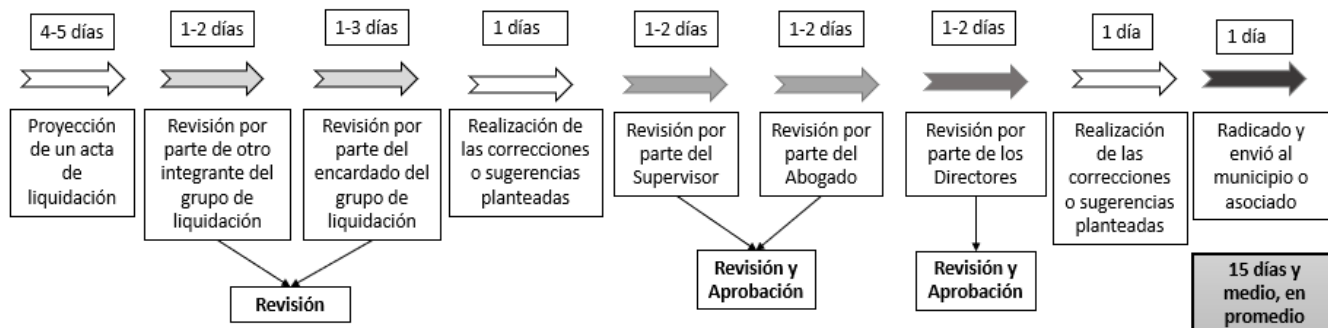 4-5 días
1-2 días
1-3 días
1 días
1-2 días
1-2 días
1-2 días
1 día
1 día
Proyección
de un acta
de
liquidación
Revisión por
parte de otro
integrante del
grupo de
liquidación
Revisión por
parte del
encardado del
grupo de
liquidación
Realización de
las correcciones
o sugerencias
planteadas
Revisión por
parte del
Supervisor
Revisión por
parte del
Abogado
Revisión por
parte de los
Directores
Realización
de las
correcciones
o sugerencias
planteadas
Radicado y
envió al
municipio o
asociado
Revisión
Revisión y
Aprobación
Revisión y
Aprobación
15 días y
medio, en
promedio